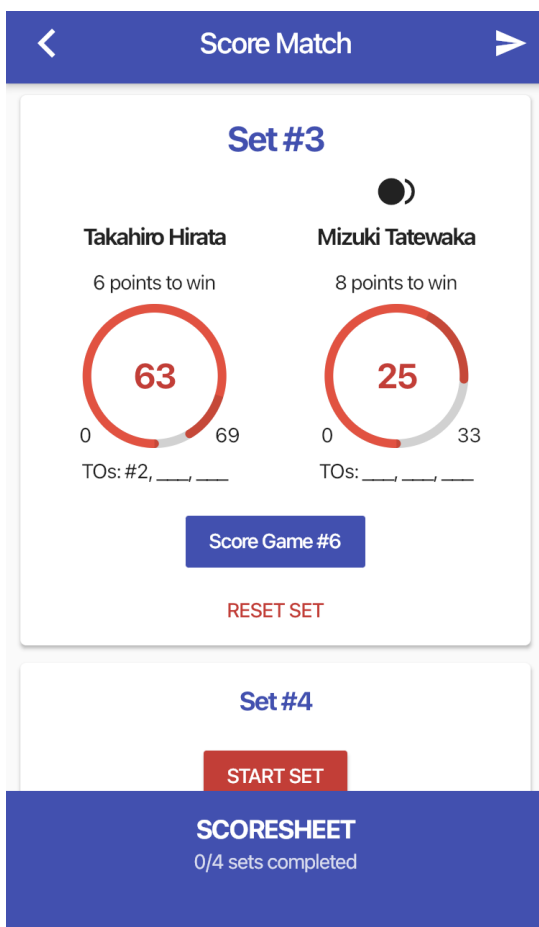 Score Match
Set #3
Takahiro Hirata
Mizuki Tatewaka
6 points to win
8 points to win
63
25
0
69
0
33
TOs: #2, ___, ___
TOs: ___, ___, ___
Score Game #6
RESET SET
Set #4
START SET
SCORESHEET
0/4 sets completed